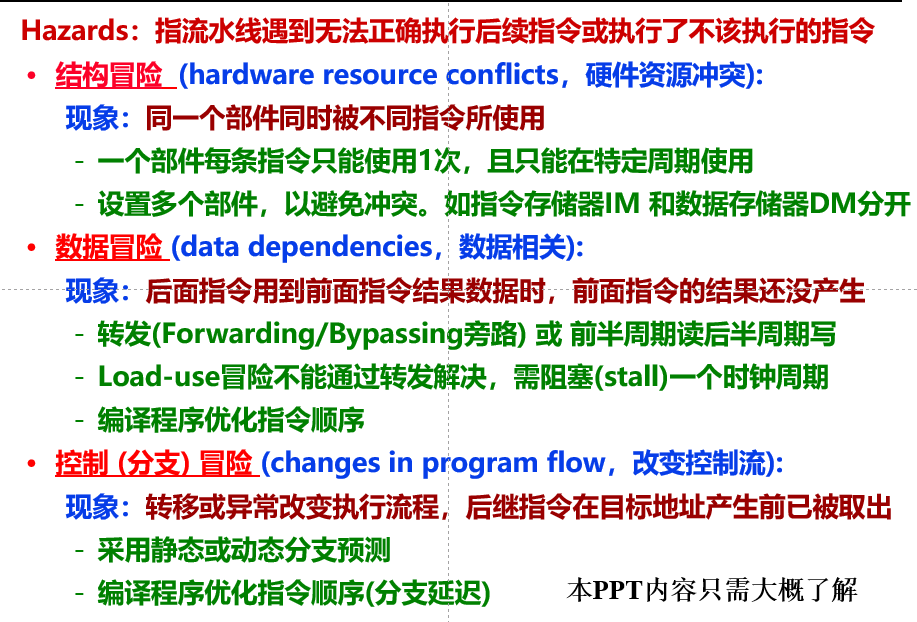 Hazards：指流水线遇到无法正确执行后续指令或执行了不该执行的指令
• 结构冒险 (hardware resource conflicts，硬件资源冲突):
现象：同一个部件同时被不同指令所使用
- 一个部件每条指令只能使用1次，且只能在特定周期使用
- 设置多个部件，以避免冲突。如指令存储器IM 和数据存储器DM分开
• 数据冒险 (data dependencies，数据相关):
现象：后面指令用到前面指令结果数据时，前面指令的结果还没产生
- 转发(Forwarding/Bypassing旁路) 或 前半周期读后半周期写
- Load-use冒险不能通过转发解决，需阻塞(stall)一个时钟周期
- 编译程序优化指令顺序
• 控制 (分支) 冒险 (changes in program flow，改变控制流):
现象：转移或异常改变执行流程，后继指令在目标地址产生前已被取出
- 采用静态或动态分支预测
- 编译程序优化指令顺序(分支延迟)
本PPT内容只需大概了解